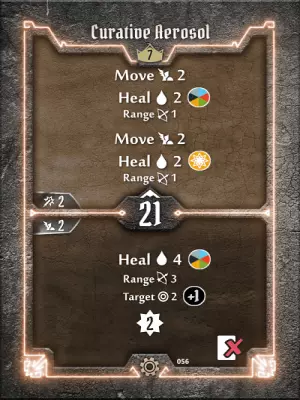 Curative Aerosol
7
Move 2
Heal 2
Range 1
Move 2
Heal 2
Range 1
2
21
2
Heal 4
Range 3
Target 2 +1
2
056